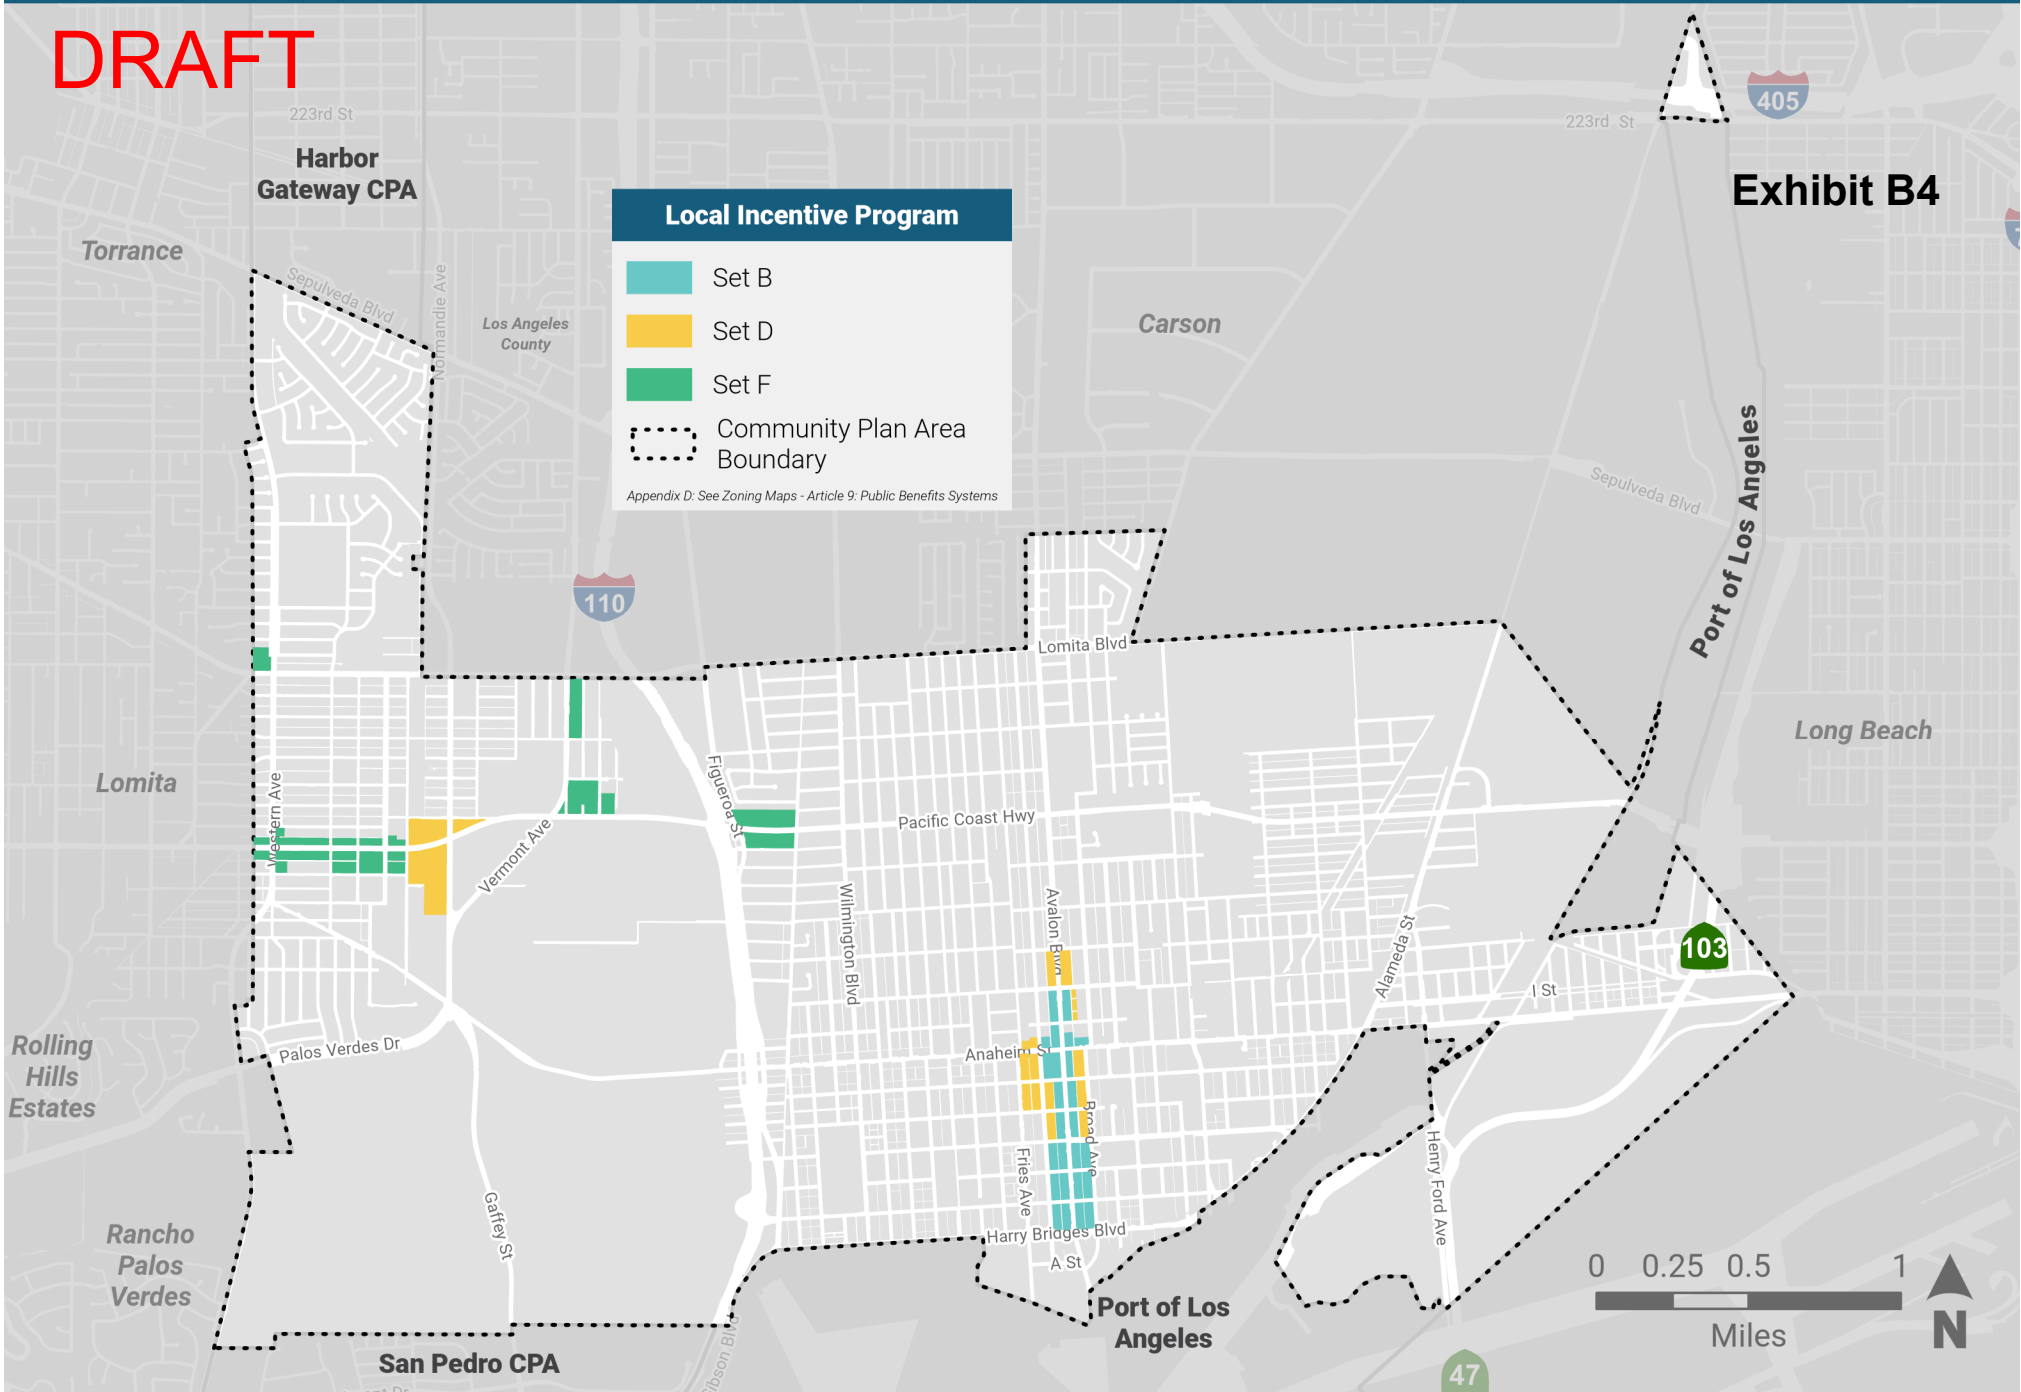 DRAFT
223rd St
405
223rd St
Harbor
Gateway CPA
Exhibit B4
Local Incentive Program
Set B
Set D
Set F
Community Plan Area
Boundary
Appendix D: See Zoning Maps - Article 9: Public Benefits Systems
Torrance
Sepulveda Blvd
Normandie Ave
Los Angeles
County
Carson
Sepulveda Blvd
Port of Los Angeles
110
Lomita Blvd
Long Beach
Lomita
Western Ave
Figueroa St
Pacific Coast Hwy
Vermont Ave
Wilmington Blvd
Avalon Blvd
Alameda St
103
I St
Rolling
Hills
Estates
Palos Verdes Dr
Anaheim St
Broad Ave
Fries Ave
Henry Ford Ave
Gaffey St
Rancho
Palos
Verdes
Harry Bridges Blvd
A St
0 0.25 0.5 1
Miles
N
Port of Los
Angeles
San Pedro CPA
47